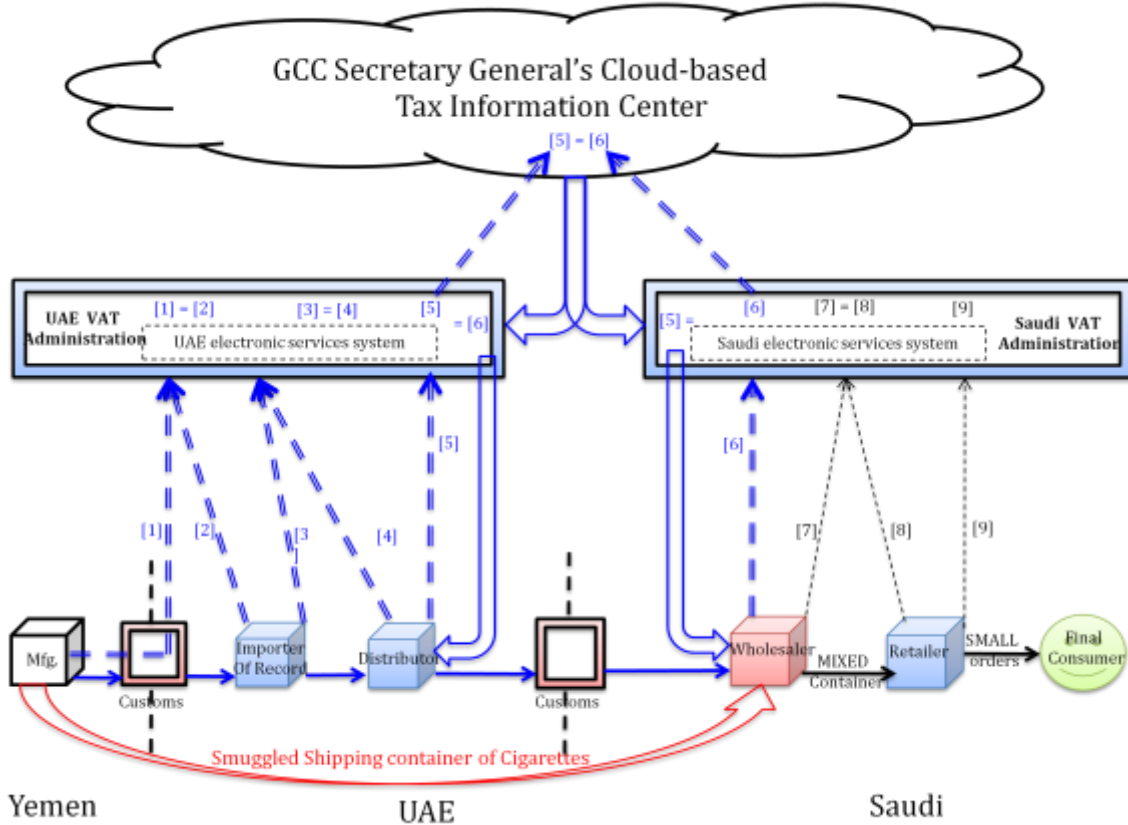 GCC Secretary General's Cloud-based
Tax Information Center
[5] = [6]
[1] = [2]
[3] = [4]
[5]
= [6]
UAE VAT
Administration
UAE electronic services system
[5] =
[6]
[7] = [8]
[9]
Saudi electronic services system
Saudi VAT
Administration
[5]
[6]
[1]
[2]
[3
]
[4]
[7]
[8]
[9]
Mfg.
Customs
Importer
Of Record
Distributor
Customs
Wholesaler
MIXED
Container
Retailer
SMALL
orders
Final
Consumer
Smuggled Shipping container of Cigarettes
Yemen
UAE
Saudi